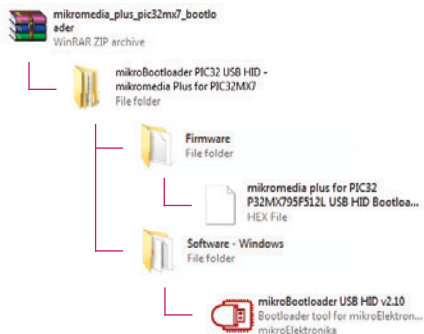 mikromedia_plus_pic32mx7_bootlo
ader
WinRAR ZIP archive
mikroBootloader PIC32 USB HID -
mikromedia Plus for PIC32MX7
File folder
Firmware
File folder
mikromedia plus for PIC32
P32MX795F512L USB HID Bootloa...
HEX File
Software - Windows
File folder
mikroBootloader USB HID v2.10
Bootloader tool for mikroElektron...
mikroElektronika